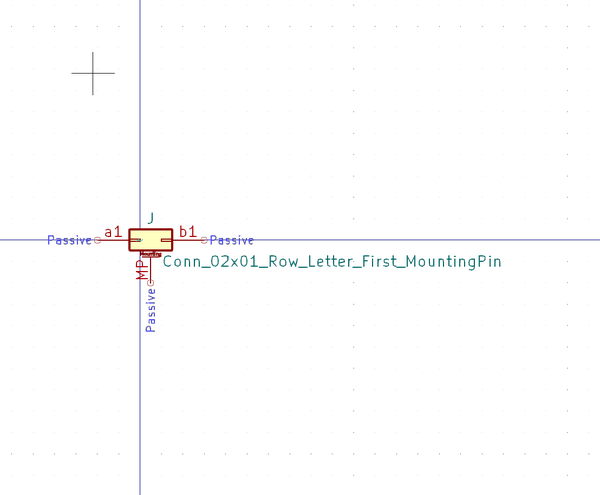 J
a1
b1
Passive
Passive
MP
Conn_02x01_Row_Letter_First_MountingPin
Passive